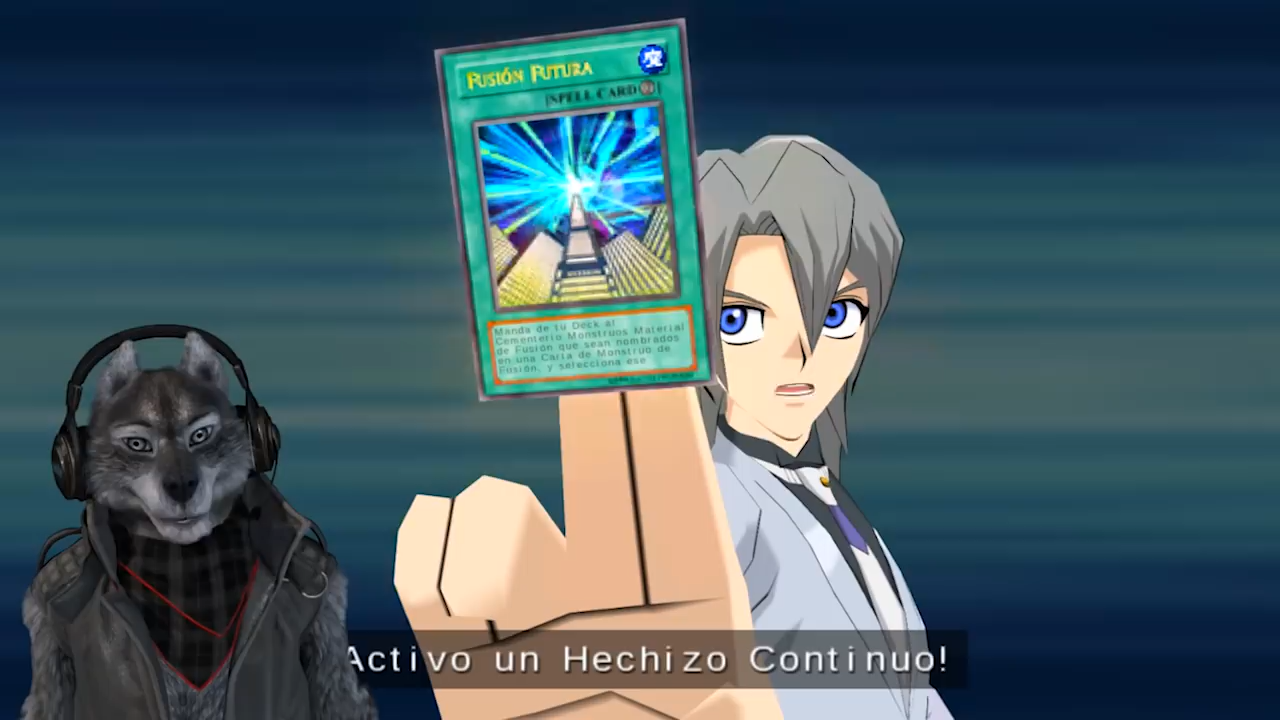 Fusión Futura
[SPELL CARD]
Manda de tu Deck al
Cementerio Monstruos Material
de Fusión que sean nombrados
en una Carta de Monstruo de
Fusión, y selecciona ese
Activo un Hechizo Continuo!